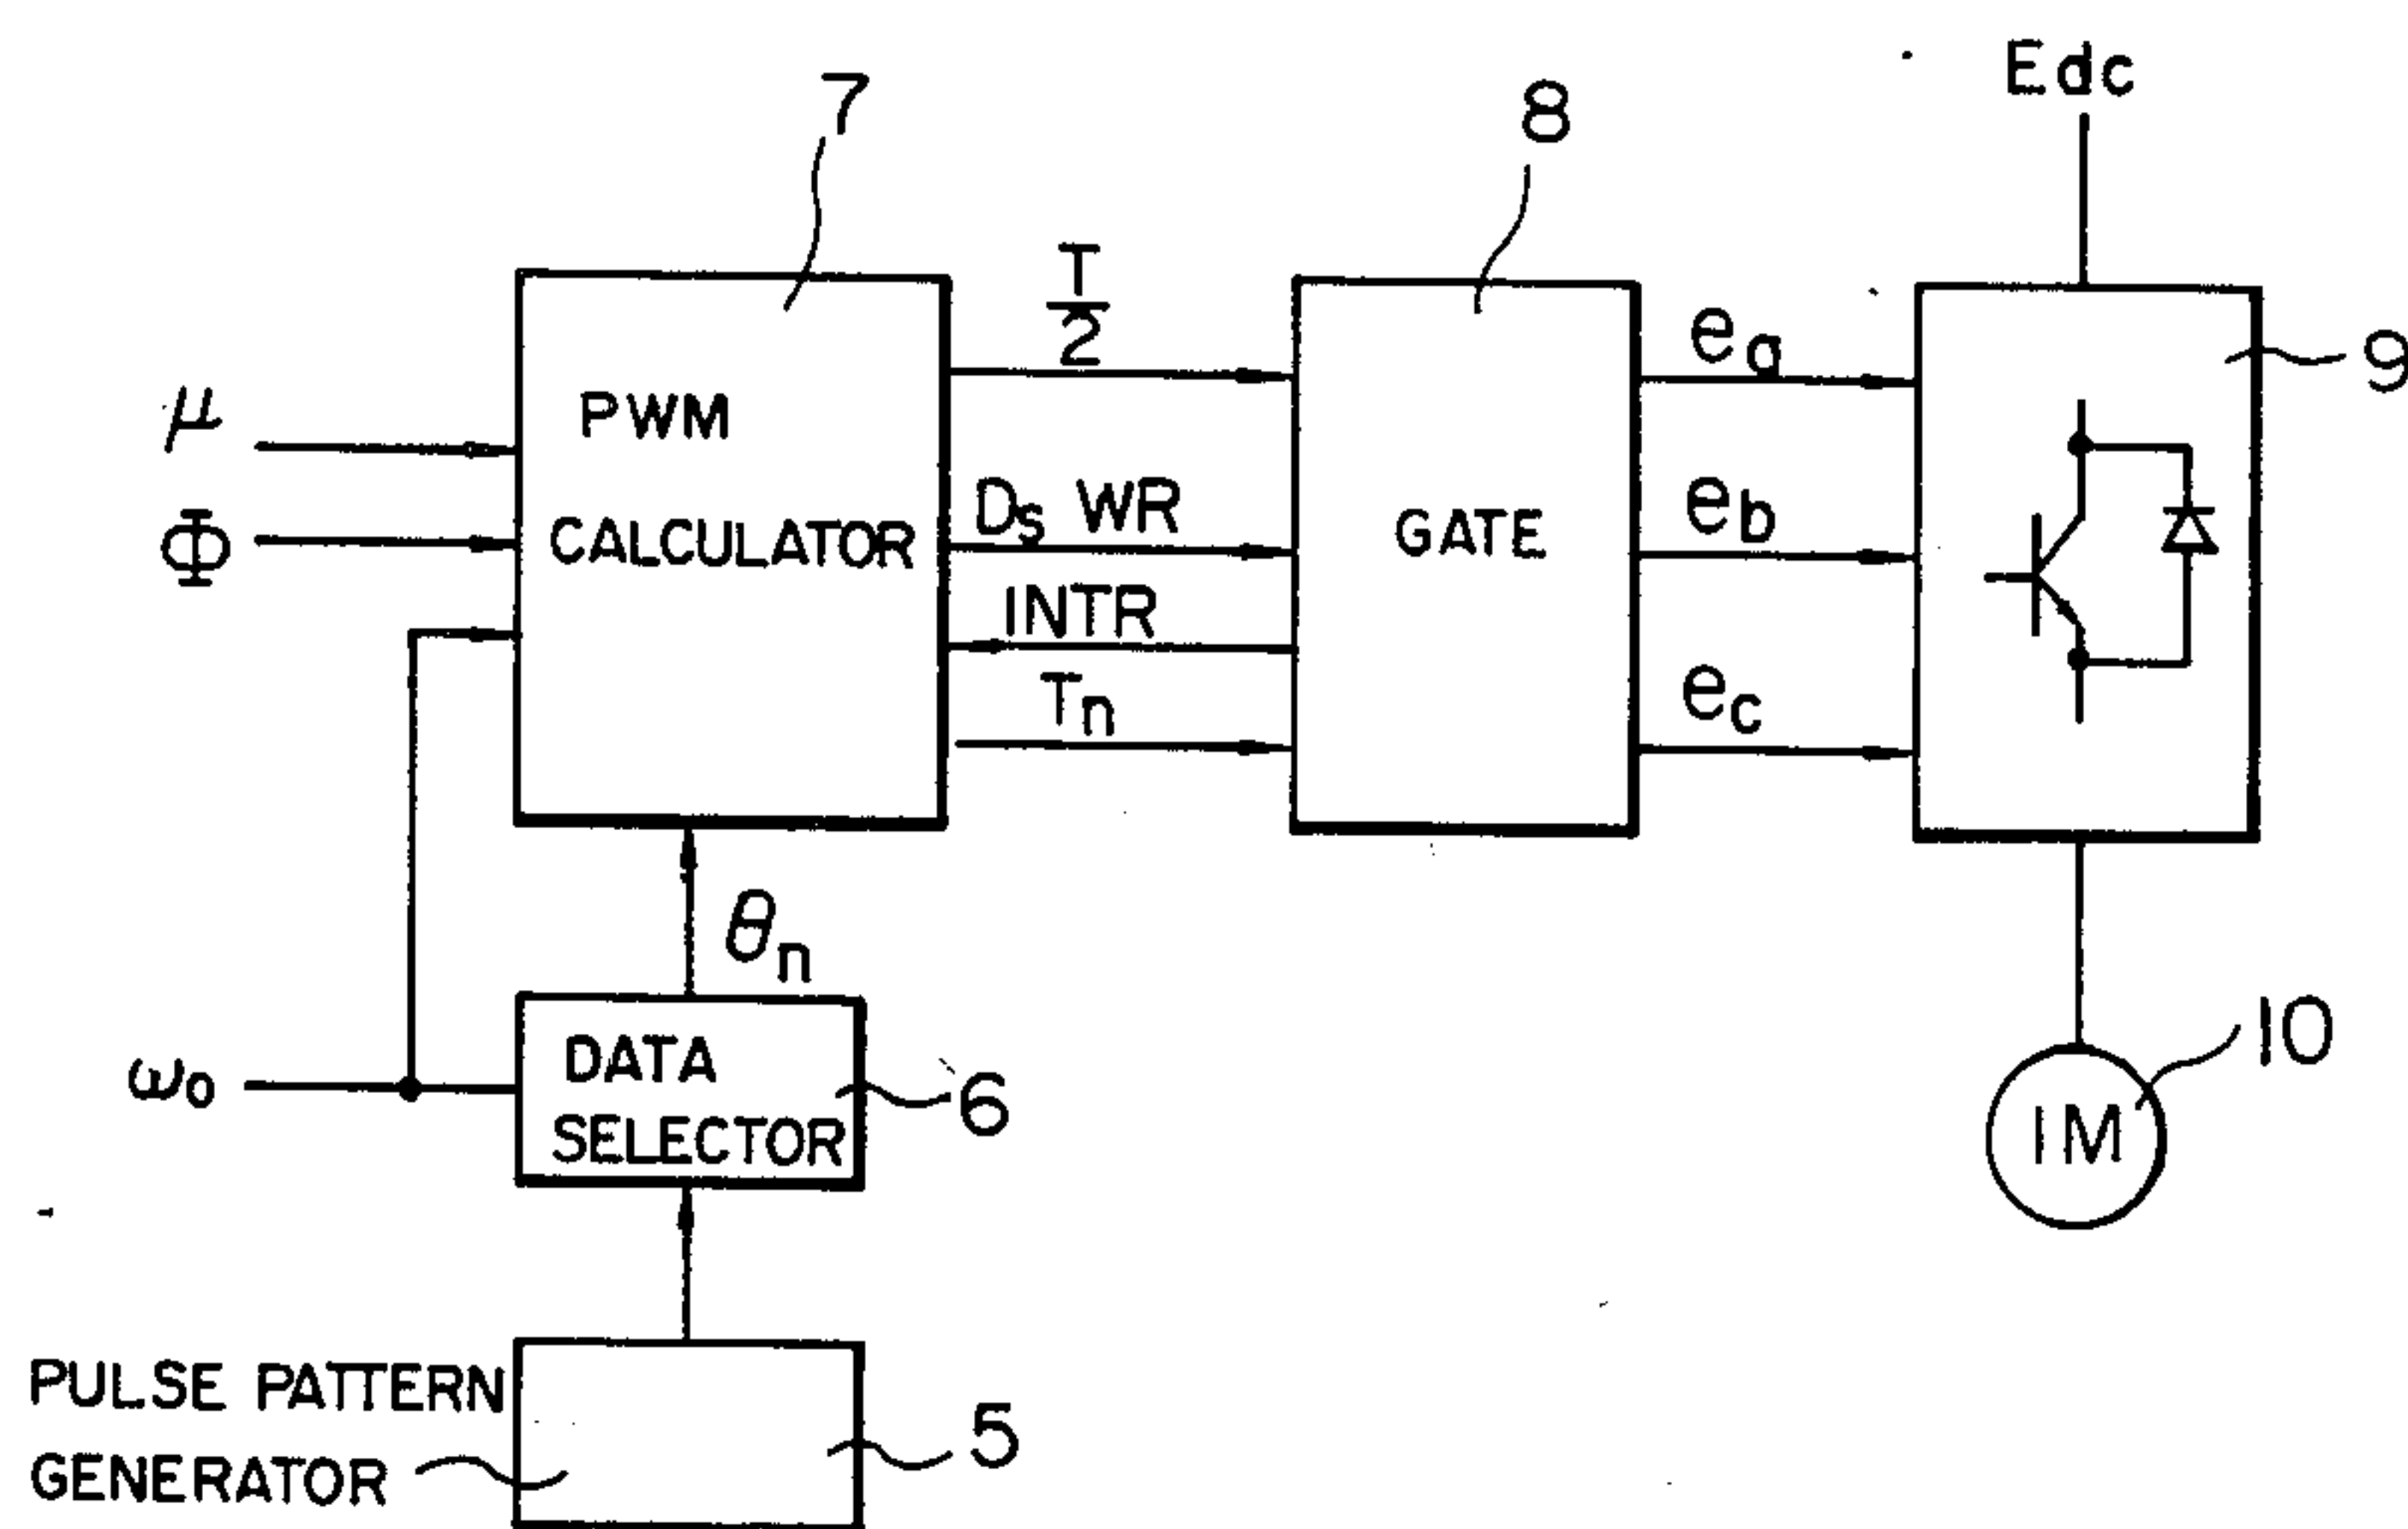 7
8
Edc
T/2
ea
9
μ
PWM
Ds WR
eb
Φ
CALCULATOR
GATE
INTR
Tn
ec
θn
ω0
DATA
SELECTOR
6
10
IM
PULSE PATTERN
GENERATOR
5